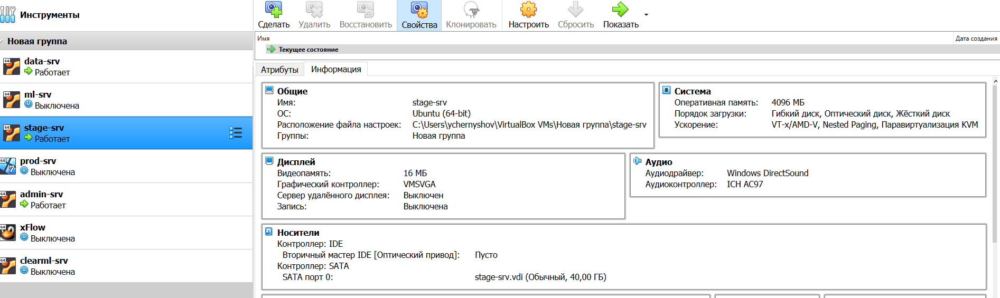 Инструменты
Сделать Удалить Восстановить Свойства Клонировать Настроить Сбросить Показать
Новая группа
data-srv
Работает
ml-srv
Выключена
stage-srv
Работает
prod-srv
Выключена
admin-srv
Работает
xFlow
Выключена
clearml-srv
Выключена
Имя Дата создания
Текущее состояние
Атрибуты Информация
Общие
Имя: stage-srv
ОС: Ubuntu (64-bit)
Расположение файла настроек: C:\Users\ychernyshov\VirtualBox VMs\Новая группа\stage-srv
Группы: Новая группа
Система
Оперативная память: 4096 МБ
Порядок загрузки: Гибкий диск, Оптический диск, Жёсткий диск
Ускорение: VT-x/AMD-V, Nested Paging, Паравиртуализация KVM
Дисплей
Видеопамять: 16 МБ
Графический контроллер: VMSVGA
Сервер удалённого дисплея: Выключен
Запись: Выключена
Аудио
Аудиодрайвер: Windows DirectSound
Аудиоконтроллер: ICH AC97
Носители
Контроллер: IDE
Вторичный мастер IDE [Оптический привод]: Пусто
Контроллер: SATA
SATA порт 0: stage-srv.vdi (Обычный, 40,00 ГБ)